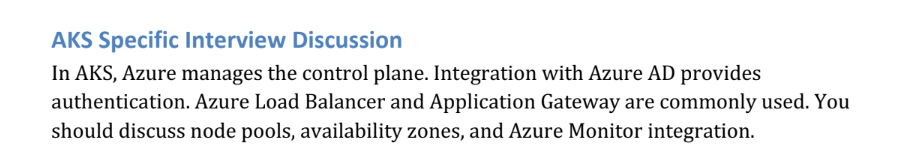 AKS Specific Interview Discussion
In AKS, Azure manages the control plane. Integration with Azure AD provides
authentication. Azure Load Balancer and Application Gateway are commonly used. You
should discuss node pools, availability zones, and Azure Monitor integration.